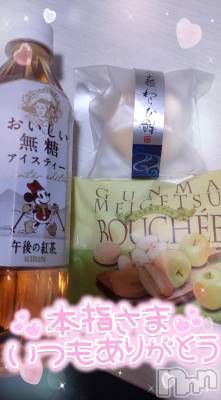 おいしい
無糖
アイスティー
午後の紅茶
KIRIN
わらび餅
GUNMA
MEIGETSU
BOUCHÉE
本指さま
いつもありがとう